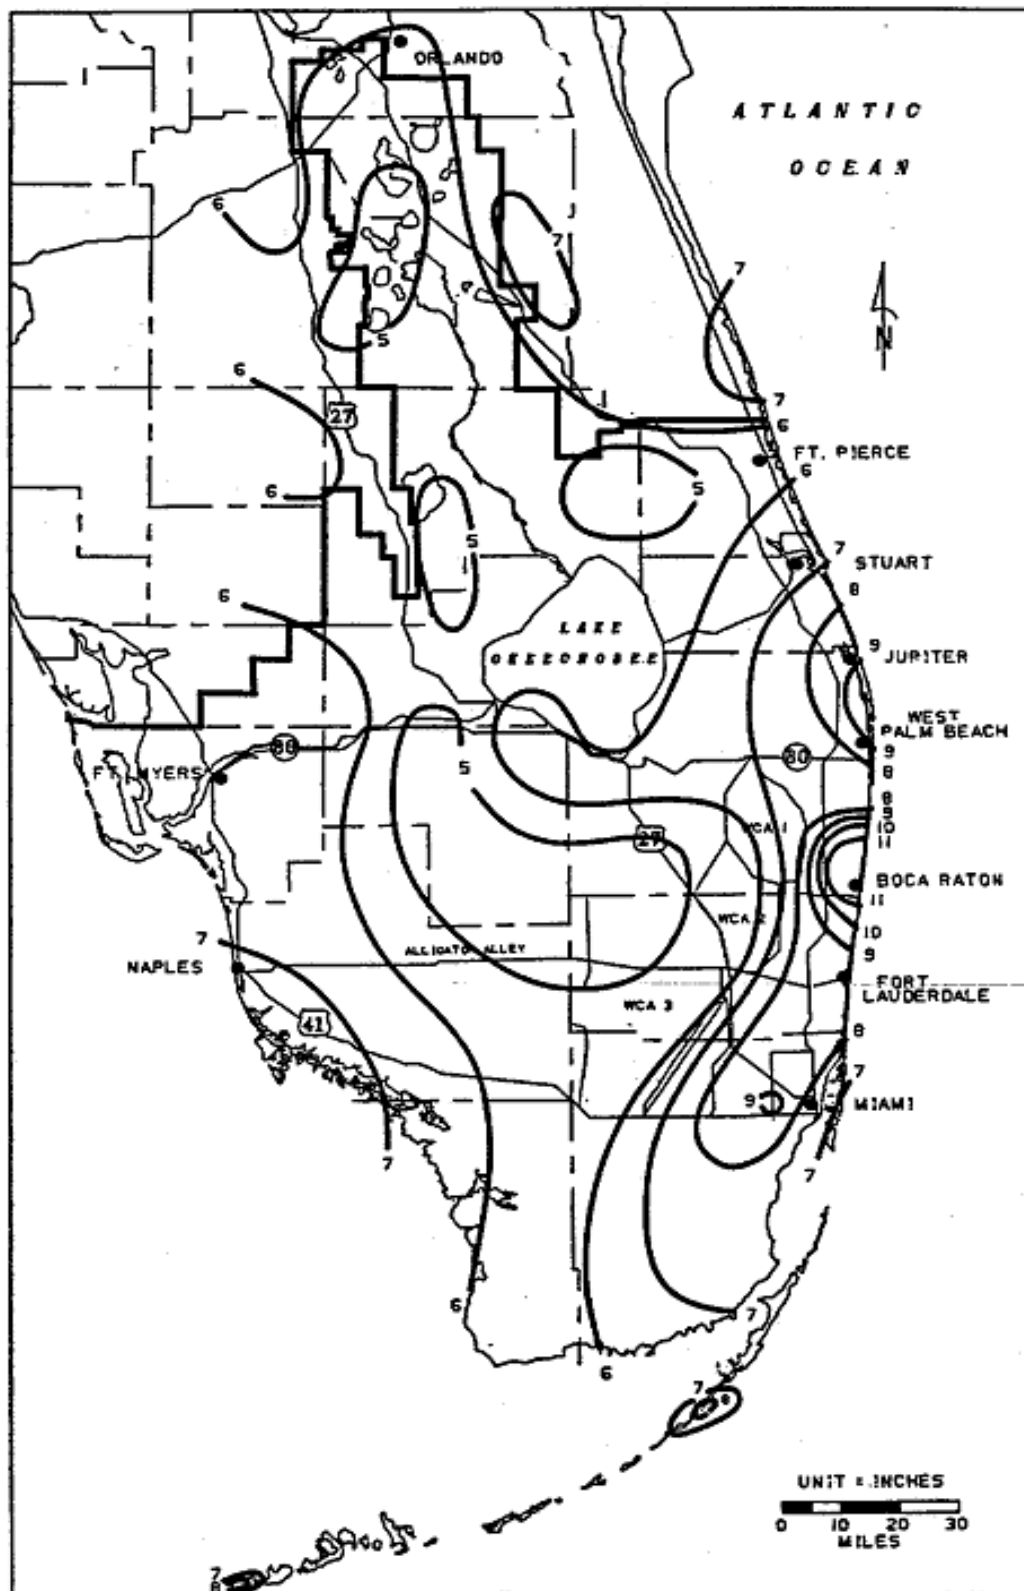 ORLANDO
ATLANTIC
OCEAN
6
7
7
N
5
6
27
7
6
FT. PIERCE
6
6
5
5
7
STUART
8
6
LAKE
OKEECHOBEE
9
JUPITER
WEST
PALM BEACH
80
80
9
8
FT. MYERS
5
8
9
10
11
WCA 1
27
BOCA RATON
11
WCA 2
10
7
ALLIGATOR ALLEY
9
NAPLES
FORT
LAUDERDALE
WCA 3
41
8
7
9
MIAMI
7
7
6
7
6
7
UNIT = INCHES
0 10 20 30
MILES
7
8